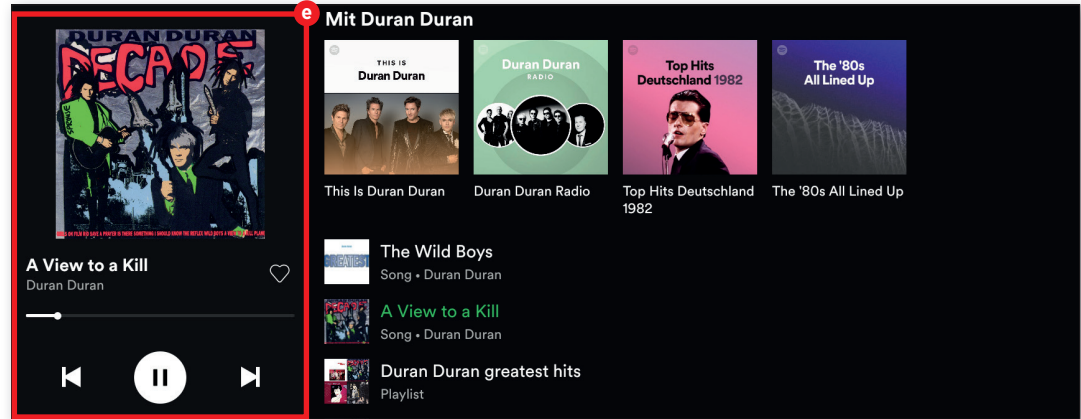 e
DURAN DURAN
DECADE
A View to a Kill
Duran Duran
Mit Duran Duran
THIS IS
Duran Duran
Duran Duran
RADIO
Top Hits
Deutschland 1982
The '80s
All Lined Up
This Is Duran Duran
Duran Duran Radio
Top Hits Deutschland
1982
The '80s All Lined Up
GREATEST
The Wild Boys
Song • Duran Duran
DECADE
A View to a Kill
Song • Duran Duran
Duran Duran greatest hits
Playlist